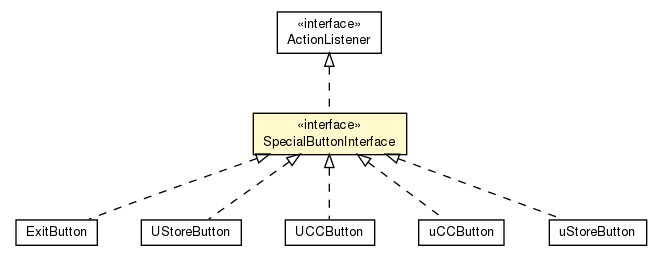 «interface»
ActionListener
«interface»
SpecialButtonInterface
ExitButton UStoreButton UCCButton uCCButton uStoreButton